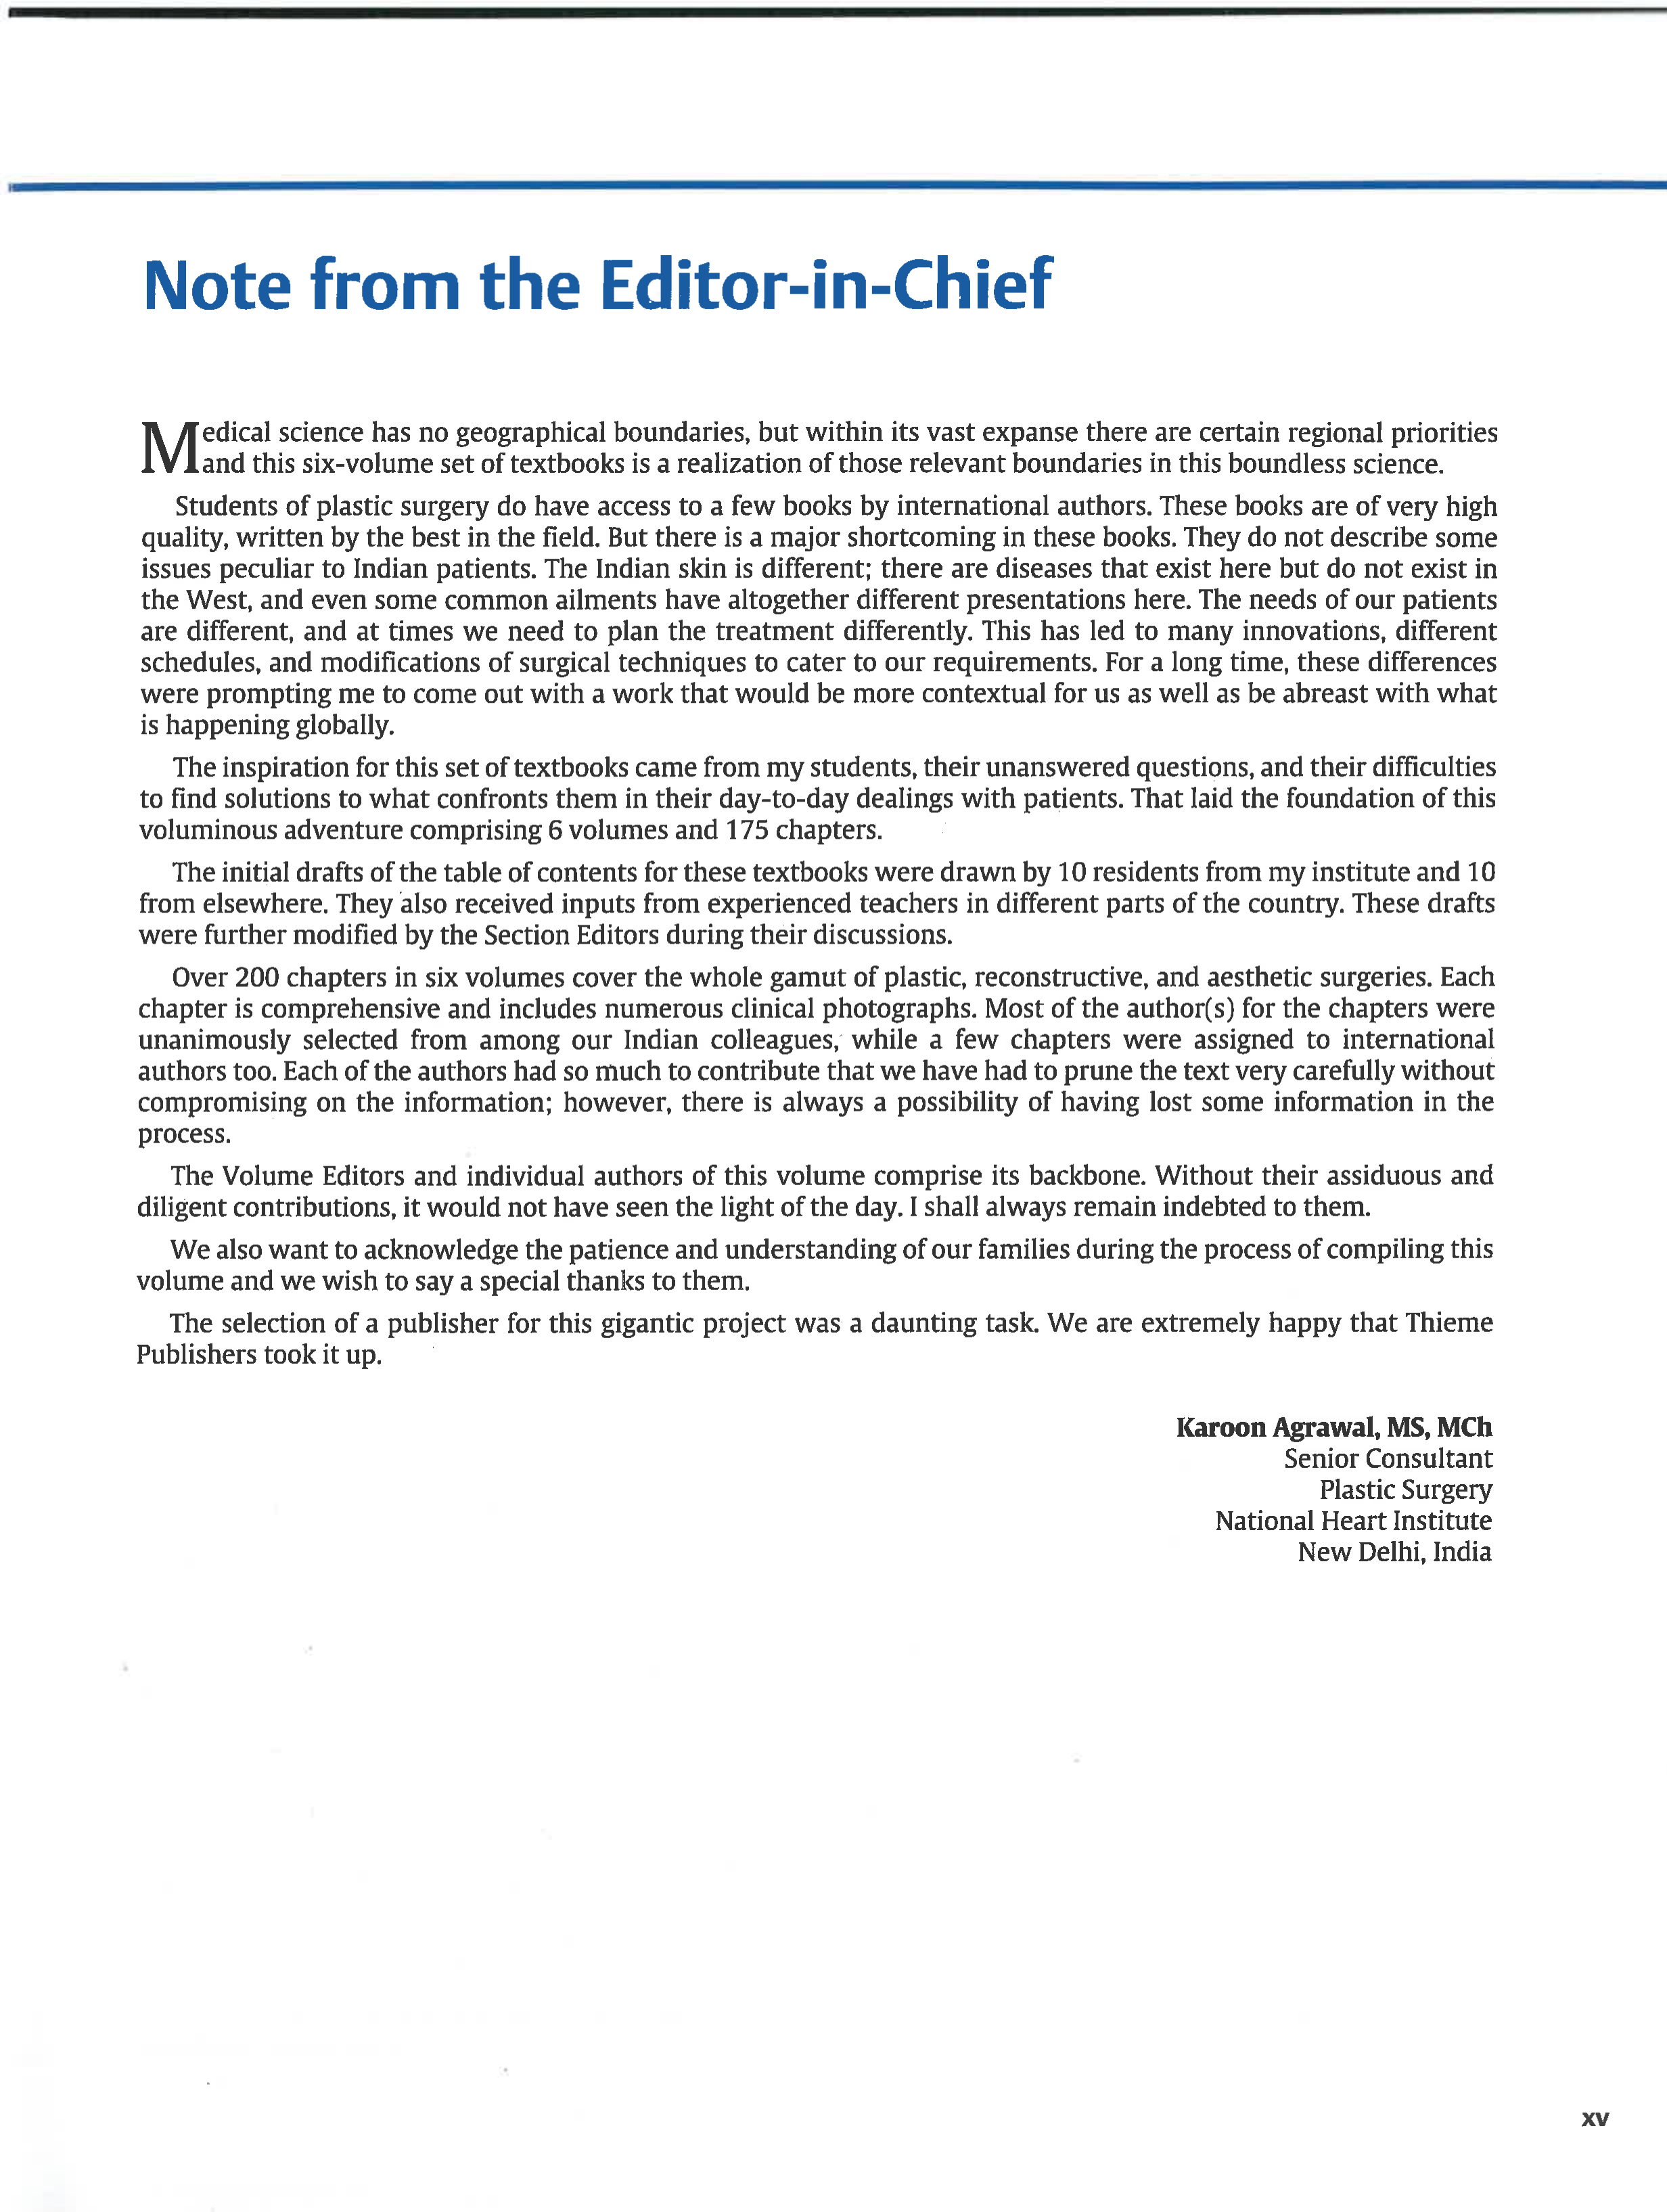 Note from the Editor-in-Chief
Medical science has no geographical boundaries, but within its vast expanse there are certain regional priorities
and this six-volume set of textbooks is a realization of those relevant boundaries in this boundless science.
Students of plastic surgery do have access to a few books by international authors. These books are of very high
quality, written by the best in the field. But there is a major shortcoming in these books. They do not describe some
issues peculiar to Indian patients. The Indian skin is different; there are diseases that exist here but do not exist in
the West, and even some common ailments have altogether different presentations here. The needs of our patients
are different, and at times we need to plan the treatment differently. This has led to many innovations, different
schedules, and modifications of surgical techniques to cater to our requirements. For a long time, these differences
were prompting me to come out with a work that would be more contextual for us as well as be abreast with what
is happening globally.
The inspiration for this set of textbooks came from my students, their unanswered questions, and their difficulties
to find solutions to what confronts them in their day-to-day dealings with patients. That laid the foundation of this
voluminous adventure comprising 6 volumes and 175 chapters.
The initial drafts of the table of contents for these textbooks were drawn by 10 residents from my institute and 10
from elsewhere. They also received inputs from experienced teachers in different parts of the country. These drafts
were further modified by the Section Editors during their discussions.
Over 200 chapters in six volumes cover the whole gamut of plastic, reconstructive, and aesthetic surgeries. Each
chapter is comprehensive and includes numerous clinical photographs. Most of the author(s) for the chapters were
unanimously selected from among our Indian colleagues, while a few chapters were assigned to international
authors too. Each of the authors had so much to contribute that we have had to prune the text very carefully without
compromising on the information; however, there is always a possibility of having lost some information in the
process.
The Volume Editors and individual authors of this volume comprise its backbone. Without their assiduous and
diligent contributions, it would not have seen the light of the day. I shall always remain indebted to them.
We also want to acknowledge the patience and understanding of our families during the process of compiling this
volume and we wish to say a special thanks to them.
The selection of a publisher for this gigantic project was a daunting task. We are extremely happy that Thieme
Publishers took it up.
Karoon Agrawal, MS, MCh
Senior Consultant
Plastic Surgery
National Heart Institute
New Delhi, India
xv